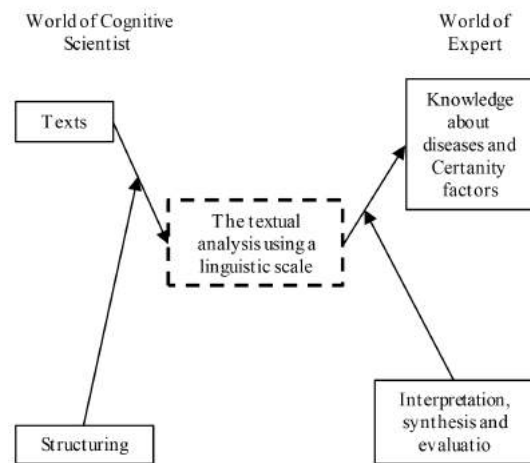 World of Cognitive
Scientist
World of
Expert
Texts
Knowledge
about
diseases and
Certanity
factors
The textual
analysis using a
linguistic scale
Structuring
Interpretation,
synthesis and
evaluatio